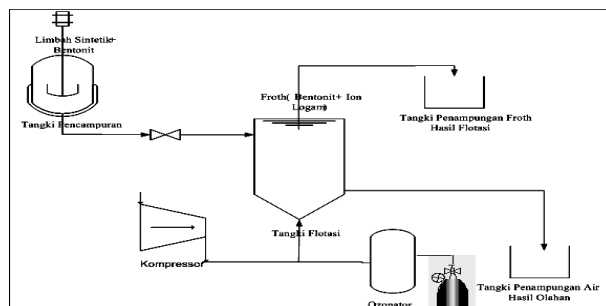 Limbah Sintetik+
Bentonit
Tangki Pencampuran
Froth( Bentonit+ Ion
Logam)
Tangki Penampungan Froth
Hasil Flotasi
Tangki Flotasi
Kompressor
Ozonator
Tangki Penampungan Air
Hasil Olahan